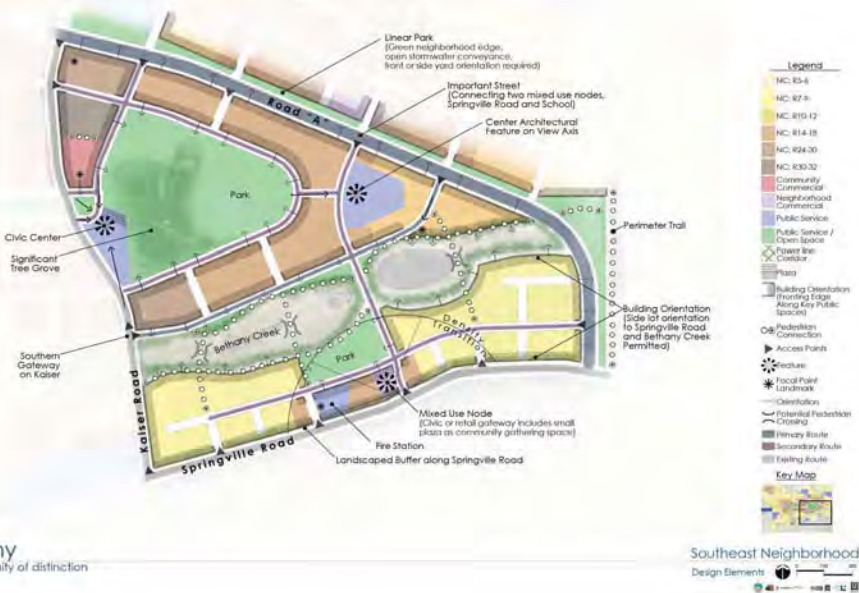 Linear Park
(Green neighborhood edge,
open stormwater conveyance,
front or side yard orientation required)
Important Street
(Connecting two mixed use nodes,
Springville Road and School)
Center Architectural
Feature on View Axis
Road "A"
Park
Civic Center
Significant
Tree Grove
Perimeter Trail
Building Orientation
(Side lot orientation
to Springville Road
and Bethany Creek
Permitted)
Southern
Gateway
on Kaiser
Bethany Creek
Park
Density
Transition
Kaiser Road
Springville Road
Mixed Use Node
(Civic or retail gateway includes small
plaza as community gathering space)
Fire Station
Landscaped Buffer along Springville Road
Legend
NC: R5-6
NC: R7-9
NC: R10-12
NC: R14-18
NC: R24-30
NC: R30-32
Community
Commercial
Neighborhood
Commercial
Public Service
Public Service /
Open Space
Power line
Corridor
Plaza
Building Orientation
(Fronting Edge
Along Key Public
Spaces)
Pedestrian
Connection
Access Points
Feature
Focal Point
Landmark
Orientation
Potential Pedestrian
Crossing
Primary Route
Secondary Route
Existing Route
Key Map
ny
nity of distinction
Southeast Neighborhood
Design Elements